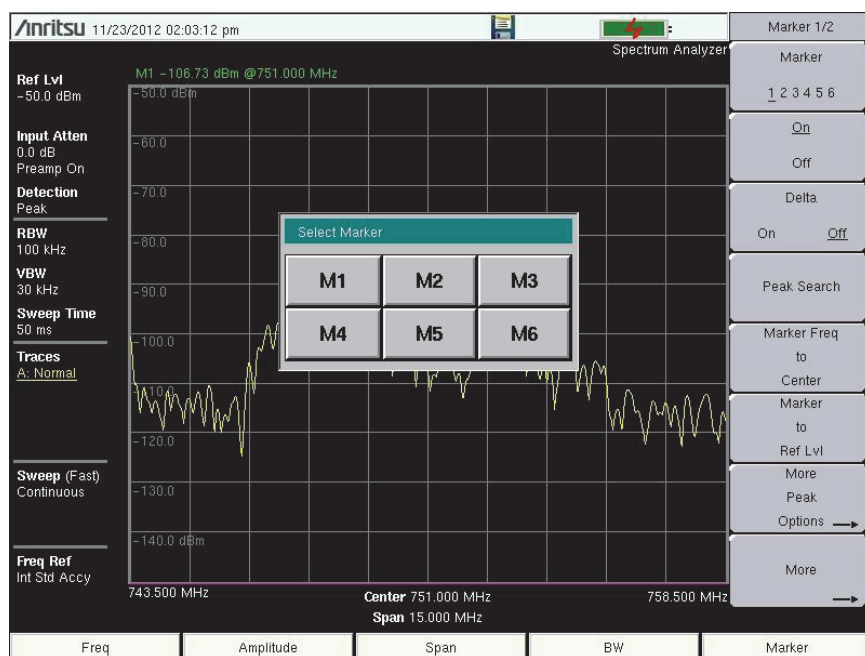 Anritsu 11/23/2012 02:03:12 pm
Spectrum Analyzer
M1 -106.73 dBm @751.000 MHz
Ref Lvl
-50.0 dBm
Input Atten
0.0 dB
Preamp On
Detection
Peak
RBW
100 kHz
VBW
30 kHz
Sweep Time
50 ms
Traces
A: Normal
Sweep (Fast)
Continuous
Freq Ref
Int Std Accy
-50.0 dBm
-60.0
-70.0
-80.0
-90.0
-100.0
-110.0
-120.0
-130.0
-140.0 dBm
Select Marker
M1 M2 M3
M4 M5 M6
743.500 MHz Center 751.000 MHz 758.500 MHz
Span 15.000 MHz
Marker 1/2
Marker
1 2 3 4 5 6
On
Off
Delta
On Off
Peak Search
Marker Freq
to
Center
Marker
to
Ref Lvl
More
Peak
Options
More
Freq Amplitude Span BW Marker